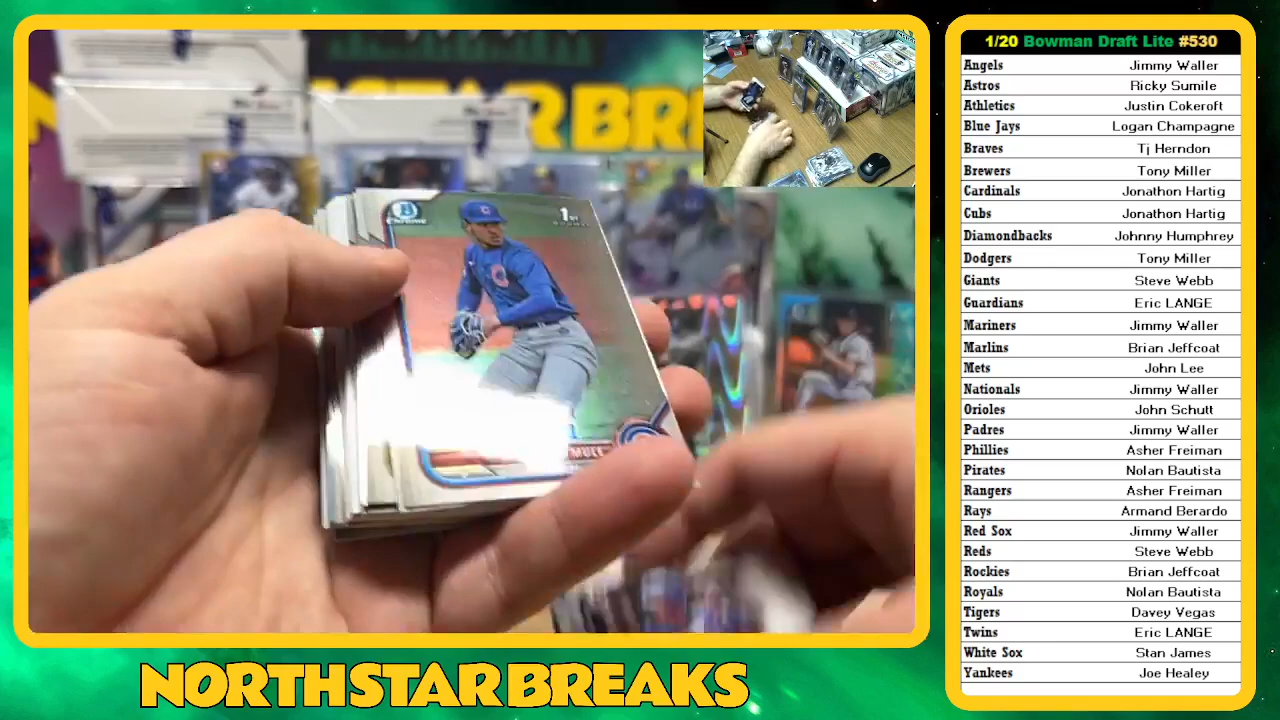 1/20 Bowman Draft Lite #530
Angels Jimmy Waller
Astros Ricky Sumile
Athletics Justin Cokeroft
Blue Jays Logan Champagne
Braves Tj Herndon
Brewers Tony Miller
Cardinals Jonathon Hartig
Cubs Jonathon Hartig
Diamondbacks Johnny Humphrey
Dodgers Tony Miller
Giants Steve Webb
Guardians Eric LANGE
Mariners Jimmy Waller
Marlins Brian Jeffcoat
Mets John Lee
Nationals Jimmy Waller
Orioles John Schutt
Padres Jimmy Waller
Phillies Asher Freiman
Pirates Nolan Bautista
Rangers Asher Freiman
Rays Armand Berardo
Red Sox Jimmy Waller
Reds Steve Webb
Rockies Brian Jeffcoat
Royals Nolan Bautista
Tigers Davey Vegas
Twins Eric LANGE
White Sox Stan James
Yankees Joe Healey
CHROME
1ST
NORTHSTAR BREAKS